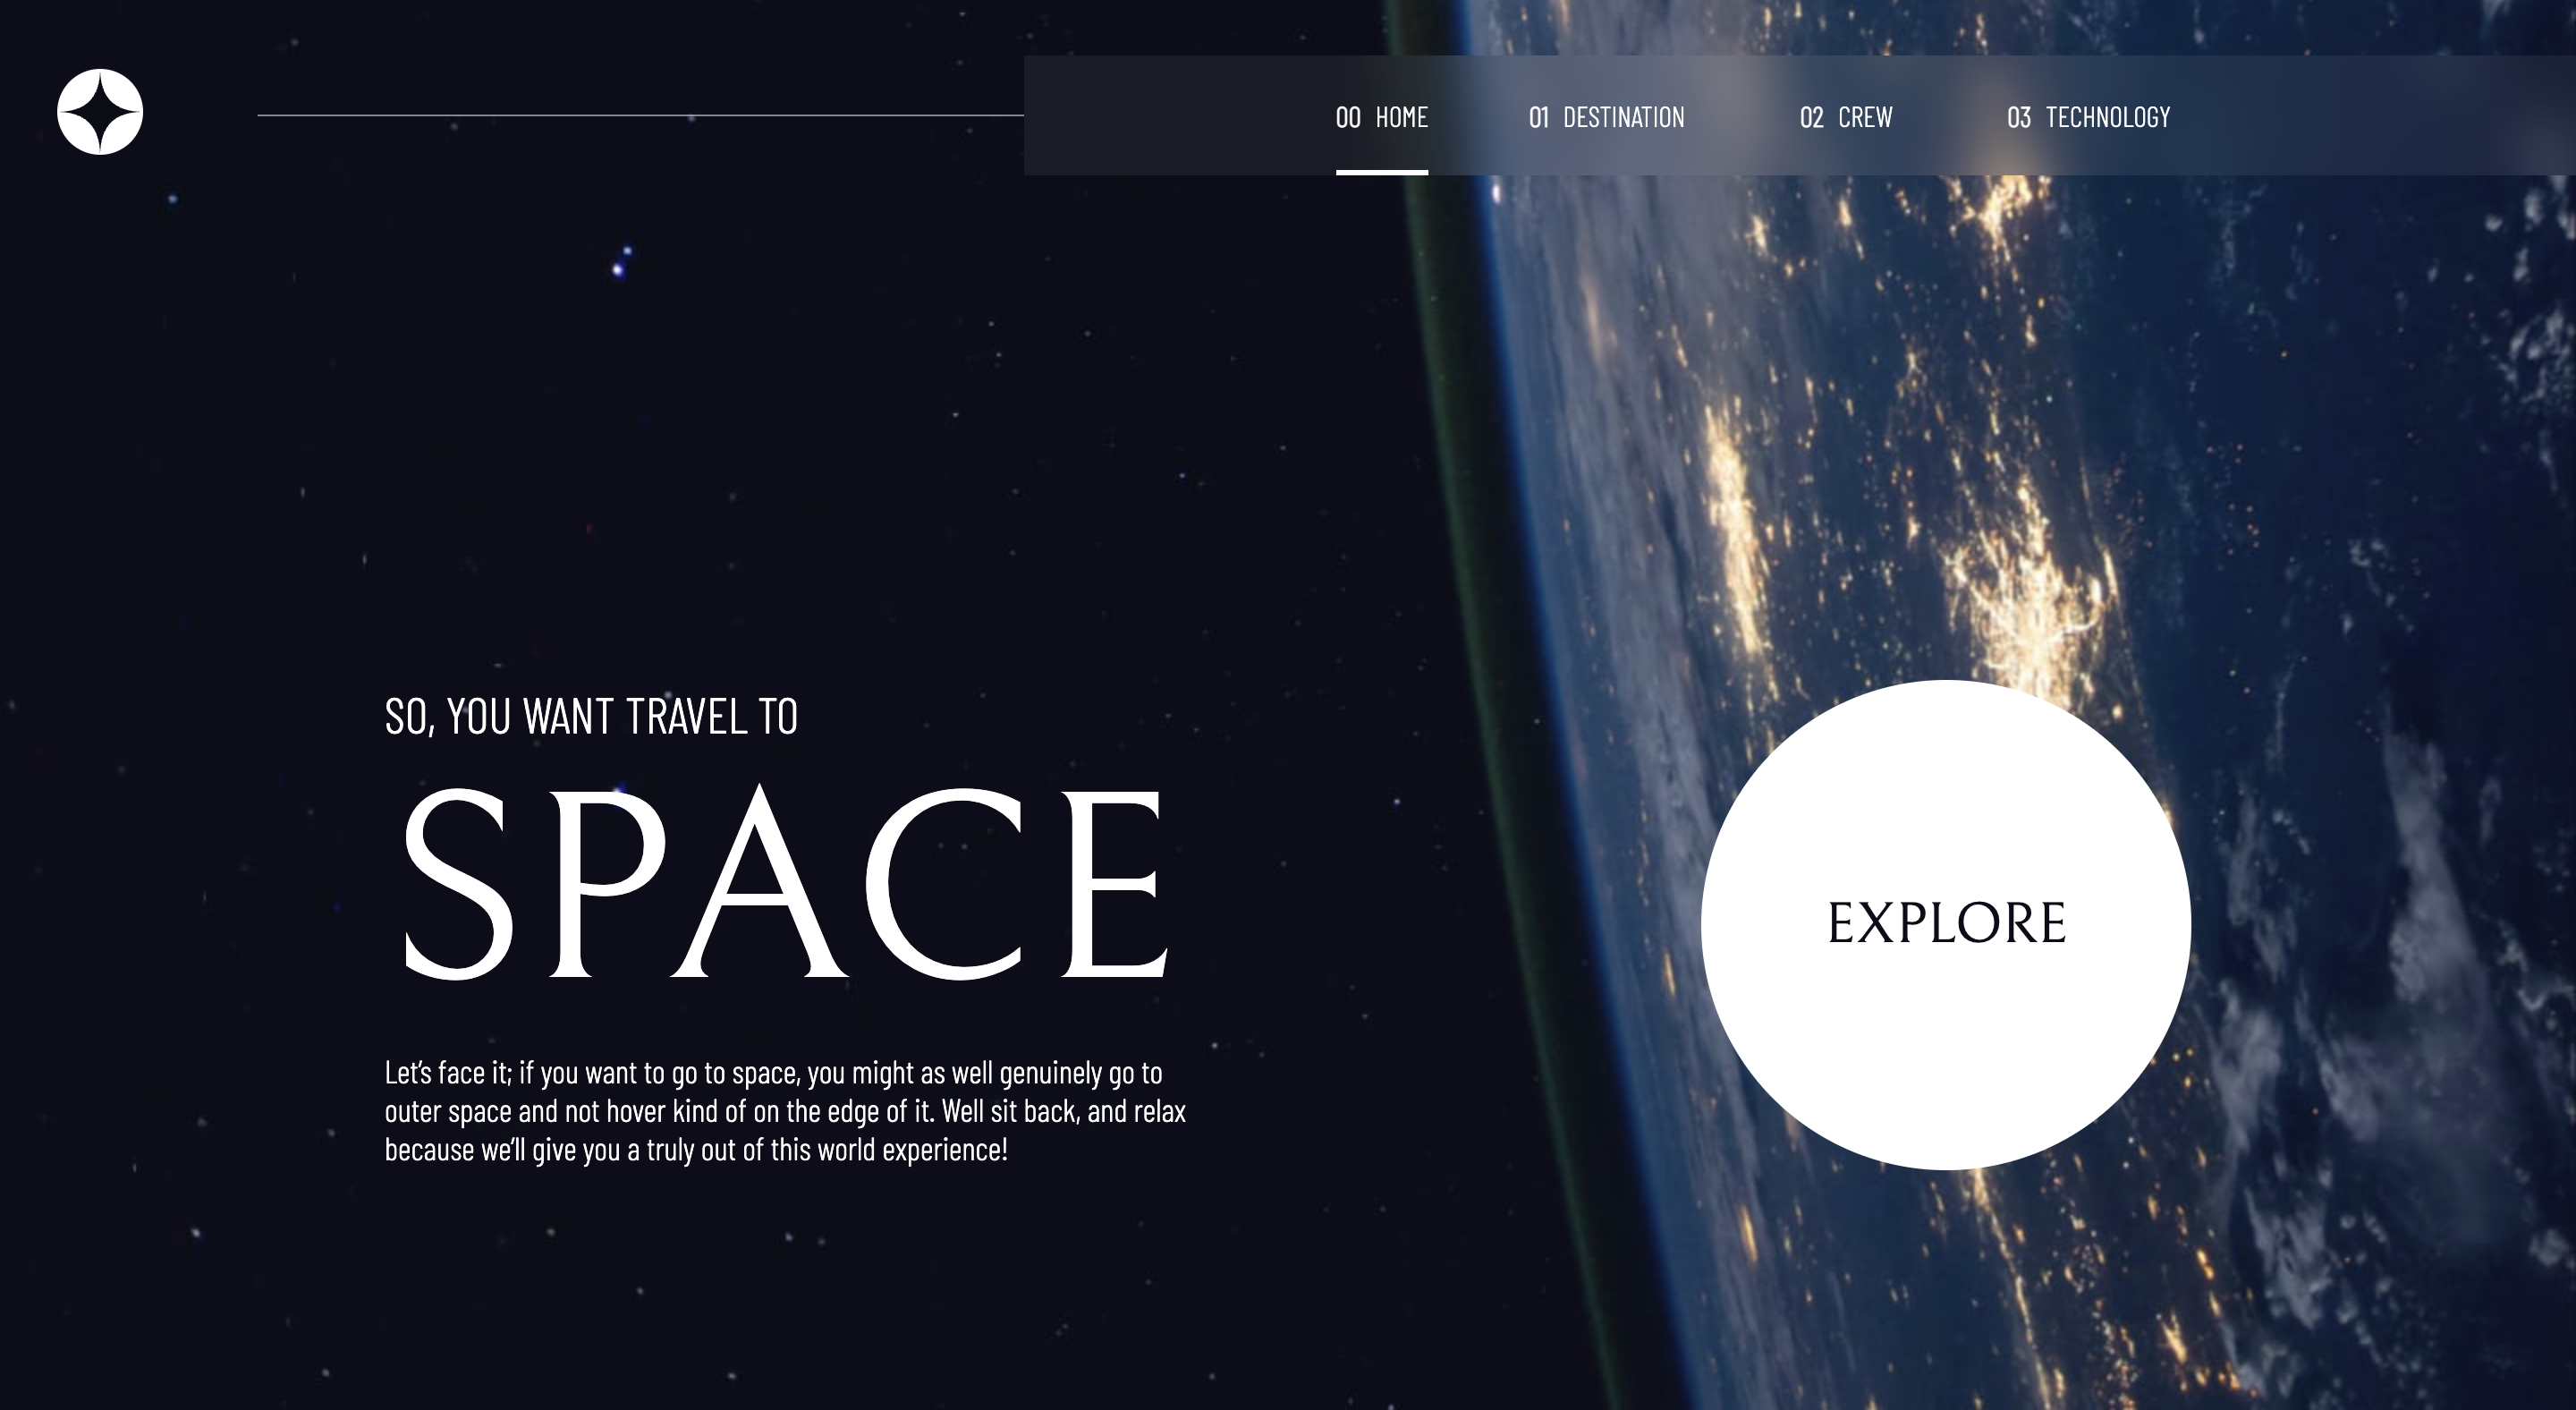 00 HOME 01 DESTINATION 02 CREW 03 TECHNOLOGY
SO, YOU WANT TRAVEL TO
SPACE
Let’s face it; if you want to go to space, you might as well genuinely go to
outer space and not hover kind of on the edge of it. Well sit back, and relax
because we’ll give you a truly out of this world experience!
EXPLORE